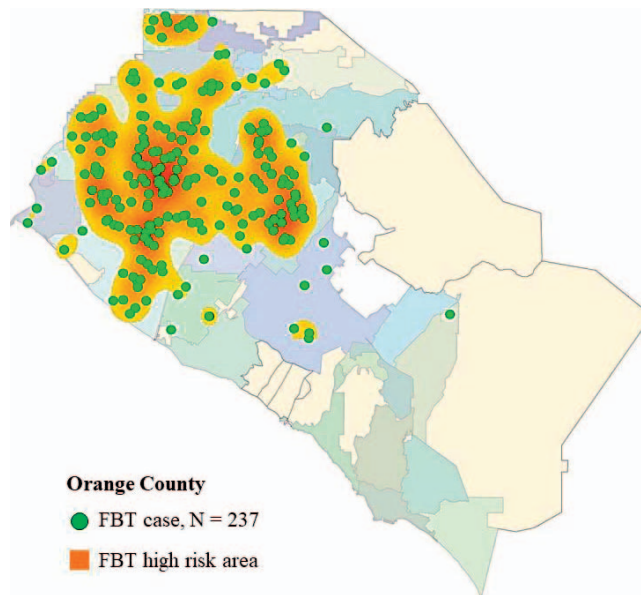 Orange County
FBT case, N = 237
FBT high risk area